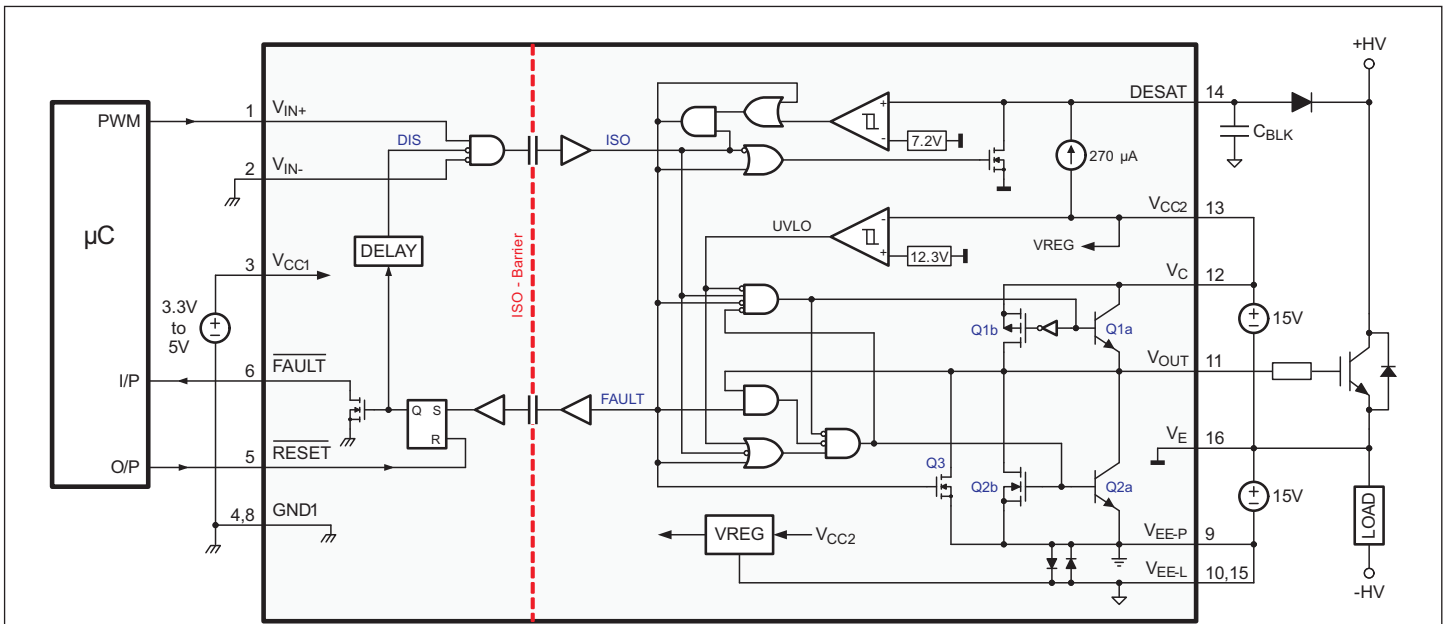 +HV
DESAT 14
PWM
1 VIN+
DIS
ISO
7.2V
CBLK
2 VIN-
270 µA
µC
VCC2 13
UVLO
VREG
DELAY
12.3V
ISO - Barrier
3 VCC1
VC 12
3.3V
to
5V
15V
Q1b
Q1a
VOUT 11
I/P
6 FAULT
FAULT
Q S
R
VE 16
O/P
5 RESET
Q3
Q2b
Q2a
15V
4,8 GND1
VREG
VCC2
VEE-P 9
LOAD
VEE-L 10,15
-HV
+
-
-
+